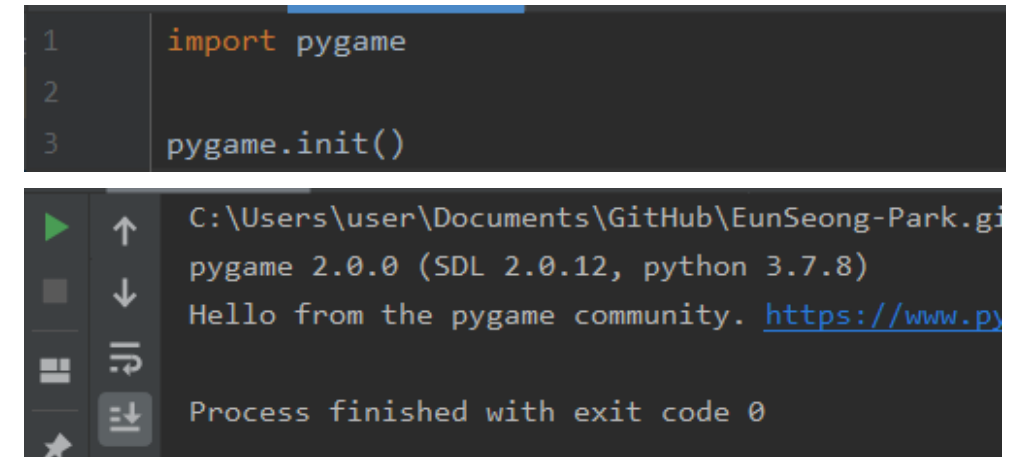 1 import pygame
2
3 pygame.init()
C:\Users\user\Documents\GitHub\EunSeong-Park.gi
pygame 2.0.0 (SDL 2.0.12, python 3.7.8)
Hello from the pygame community. https://www.py
Process finished with exit code 0